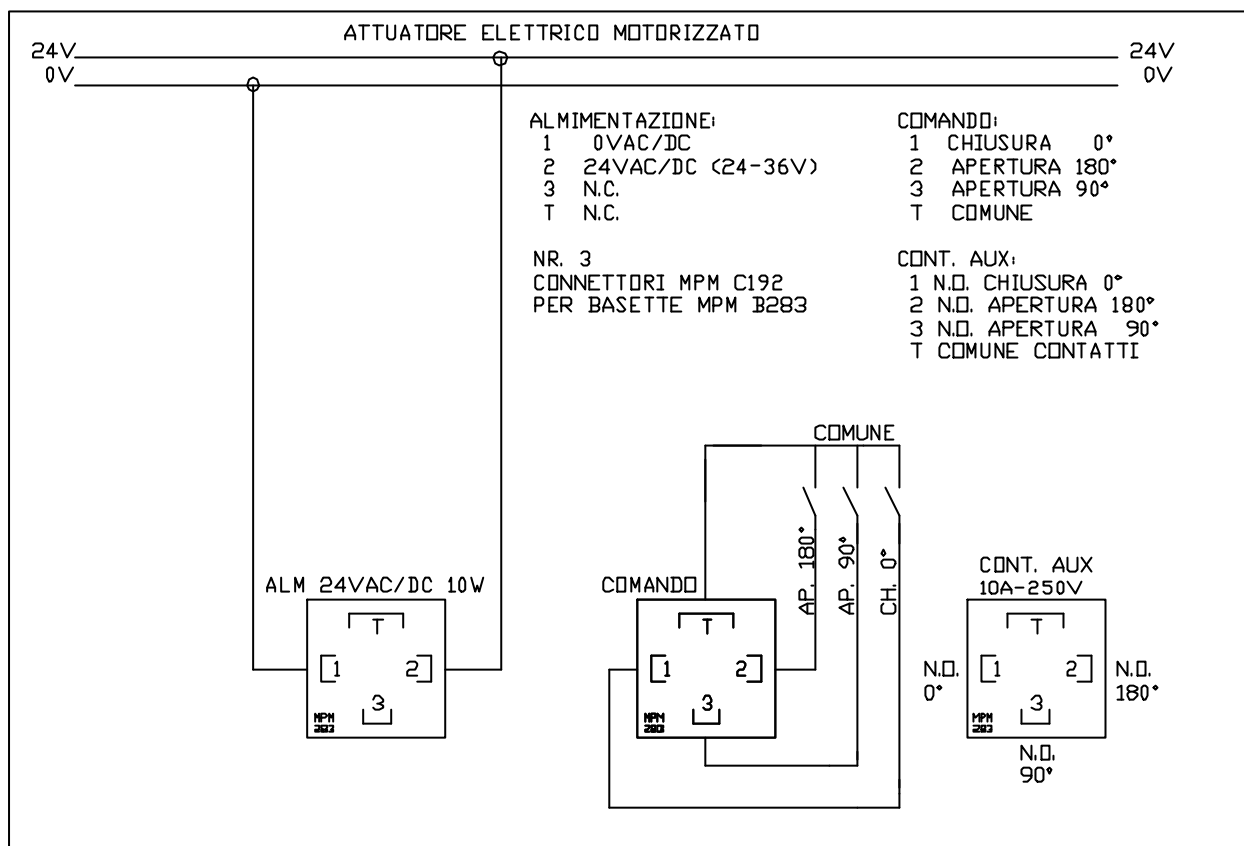 ATTUATORE ELETTRICO MOTORIZZATO
24V
0V
24V
0V
ALMIMENTAZIONE:
1 0VAC/DC
2 24VAC/DC (24-36V)
3 N.C.
T N.C.
NR. 3
CONNETTORI MPM C192
PER BASETTE MPM B283
COMANDO:
1 CHIUSURA 0°
2 APERTURA 180°
3 APERTURA 90°
T COMUNE
CONT. AUX:
1 N.O. CHIUSURA 0°
2 N.O. APERTURA 180°
3 N.O. APERTURA 90°
T COMUNE CONTATTI
COMUNE
AP. 180°
AP. 90°
CH. 0°
ALM 24VAC/DC 10W
T
1 2
3
MPM
283
COMANDO
T
1 2
3
MPM
CONT. AUX
10A-250V
T
N.O.
0°
1 2
N.O.
180°
3
MPM
283
N.O.
90°